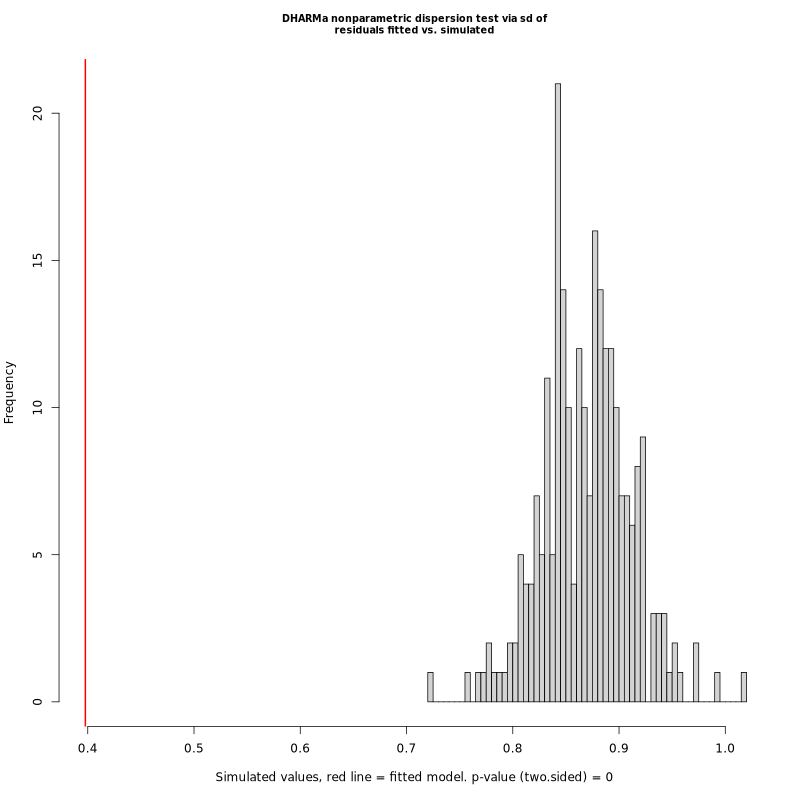 DHARMa nonparametric dispersion test via sd of
residuals fitted vs. simulated
20
15
10
5
0
Frequency
0.4 0.5 0.6 0.7 0.8 0.9 1.0
Simulated values, red line = fitted model. p-value (two.sided) = 0